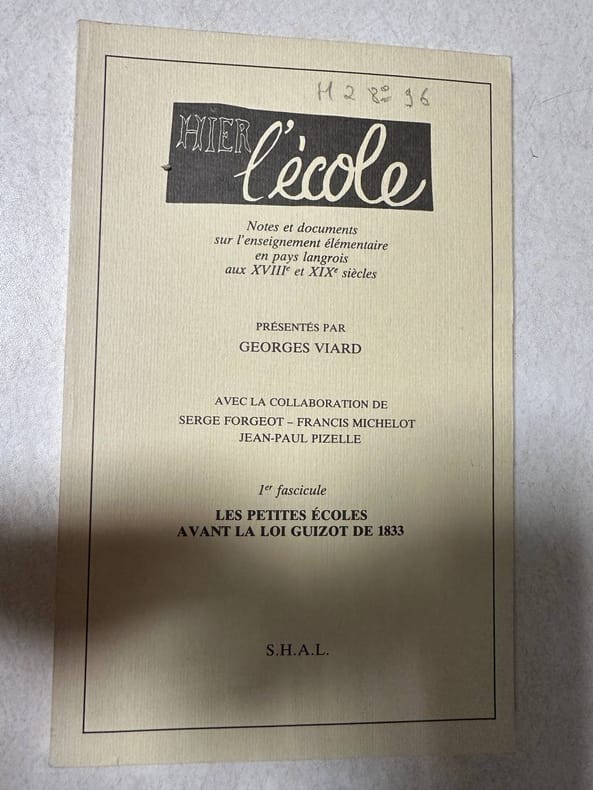 H 2 8° 96
HIER
l'école
Notes et documents
sur l'enseignement élémentaire
en pays langrois
aux XVIIIe et XIXe siècles
PRÉSENTÉS PAR
GEORGES VIARD
AVEC LA COLLABORATION DE
SERGE FORGEOT – FRANCIS MICHELOT
JEAN-PAUL PIZELLE
1er fascicule
LES PETITES ÉCOLES
AVANT LA LOI GUIZOT DE 1833
S.H.A.L.